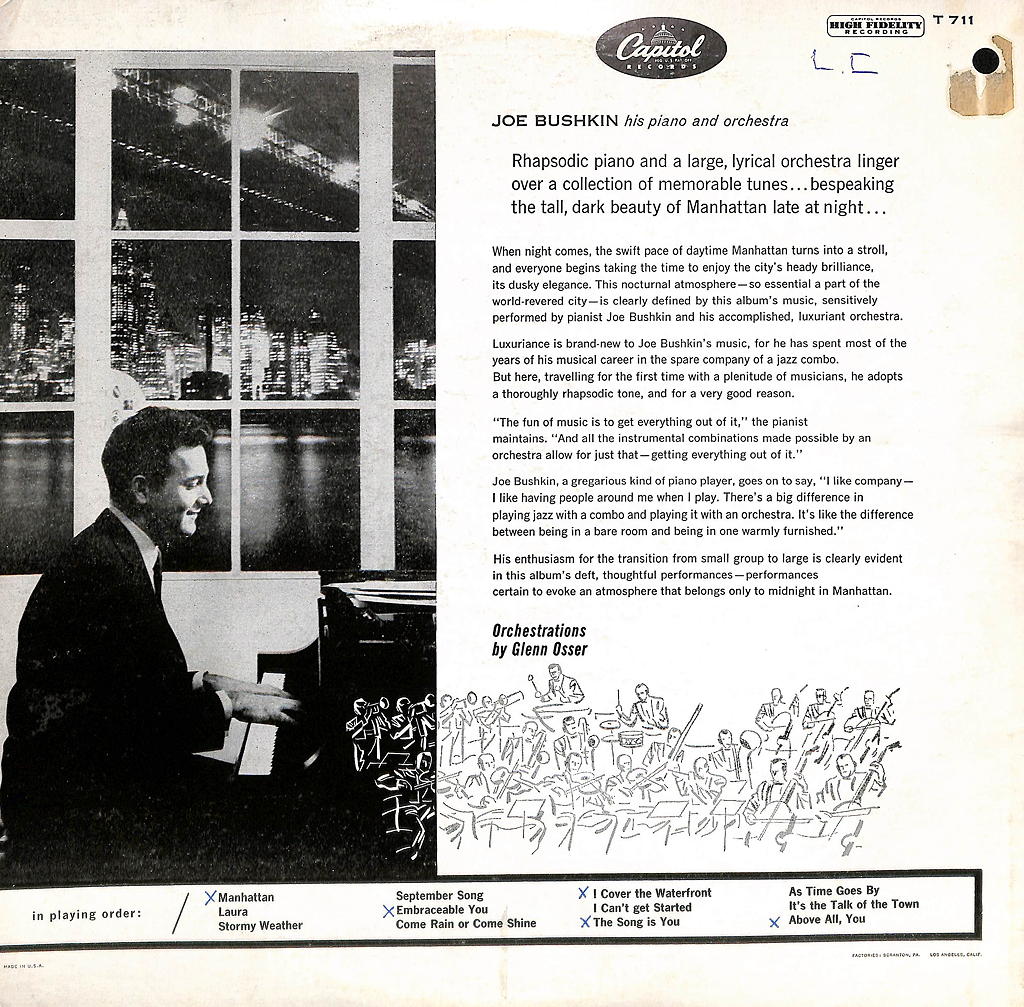 Capitol
REG. U.S. PAT. OFF.
RECORDS
CAPITOL RECORDS
HIGH FIDELITY
RECORDING
T 711
L C
JOE BUSHKIN his piano and orchestra
Rhapsodic piano and a large, lyrical orchestra linger
over a collection of memorable tunes...bespeaking
the tall, dark beauty of Manhattan late at night...
When night comes, the swift pace of daytime Manhattan turns into a stroll,
and everyone begins taking the time to enjoy the city's heady brilliance,
its dusky elegance. This nocturnal atmosphere—so essential a part of the
world-revered city—is clearly defined by this album's music, sensitively
performed by pianist Joe Bushkin and his accomplished, luxuriant orchestra.
Luxuriance is brand-new to Joe Bushkin's music, for he has spent most of the
years of his musical career in the spare company of a jazz combo.
But here, travelling for the first time with a plenitude of musicians, he adopts
a thoroughly rhapsodic tone, and for a very good reason.
"The fun of music is to get everything out of it," the pianist
maintains. "And all the instrumental combinations made possible by an
orchestra allow for just that—getting everything out of it."
Joe Bushkin, a gregarious kind of piano player, goes on to say, "I like company—
I like having people around me when I play. There's a big difference in
playing jazz with a combo and playing it with an orchestra. It's like the difference
between being in a bare room and being in one warmly furnished."
His enthusiasm for the transition from small group to large is clearly evident
in this album's deft, thoughtful performances—performances
certain to evoke an atmosphere that belongs only to midnight in Manhattan.
Orchestrations
by Glenn Osser
in playing order:
X Manhattan
Laura
Stormy Weather
September Song
X Embraceable You
Come Rain or Come Shine
X I Cover the Waterfront
I Can't get Started
X The Song is You
As Time Goes By
It's the Talk of the Town
X Above All, You
MADE IN U.S.A.
FACTORIES: SCRANTON, PA. LOS ANGELES, CALIF.